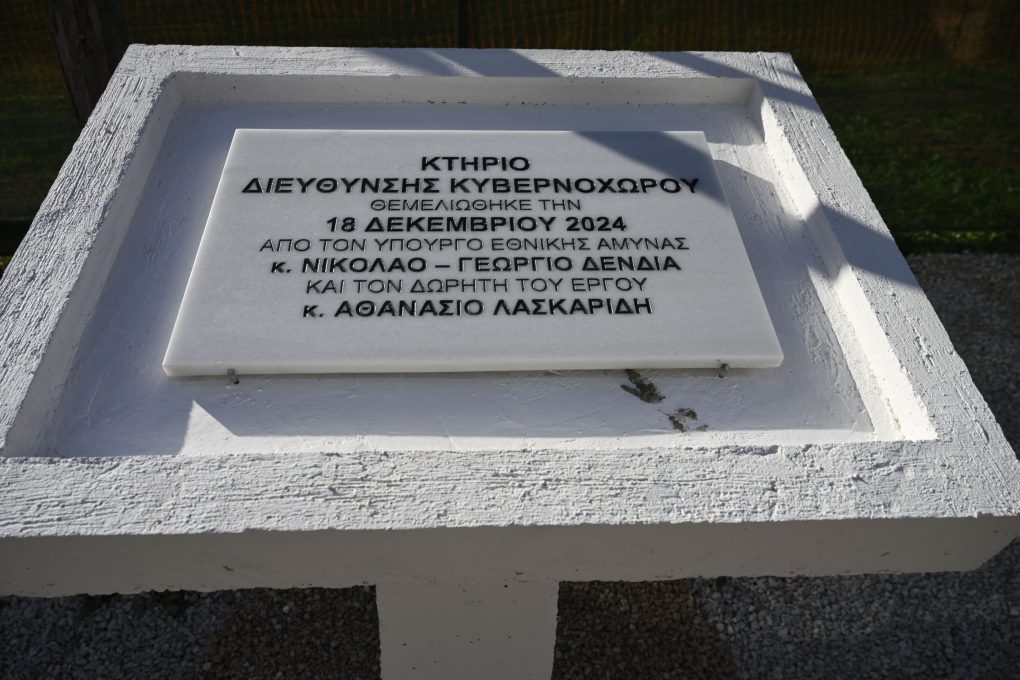 ΚΤΗΡΙΟ
ΔΙΕΥΘΥΝΣΗΣ ΚΥΒΕΡΝΟΧΩΡΟΥ
ΘΕΜΕΛΙΩΘΗΚΕ ΤΗΝ
18 ΔΕΚΕΜΒΡΙΟΥ 2024
ΑΠΟ ΤΟΝ ΥΠΟΥΡΓΟ ΕΘΝΙΚΗΣ ΑΜΥΝΑΣ
κ. ΝΙΚΟΛΑΟ – ΓΕΩΡΓΙΟ ΔΕΝΔΙΑ
ΚΑΙ ΤΟΝ ΔΩΡΗΤΗ ΤΟΥ ΕΡΓΟΥ
κ. ΑΘΑΝΑΣΙΟ ΛΑΣΚΑΡΙΔΗ